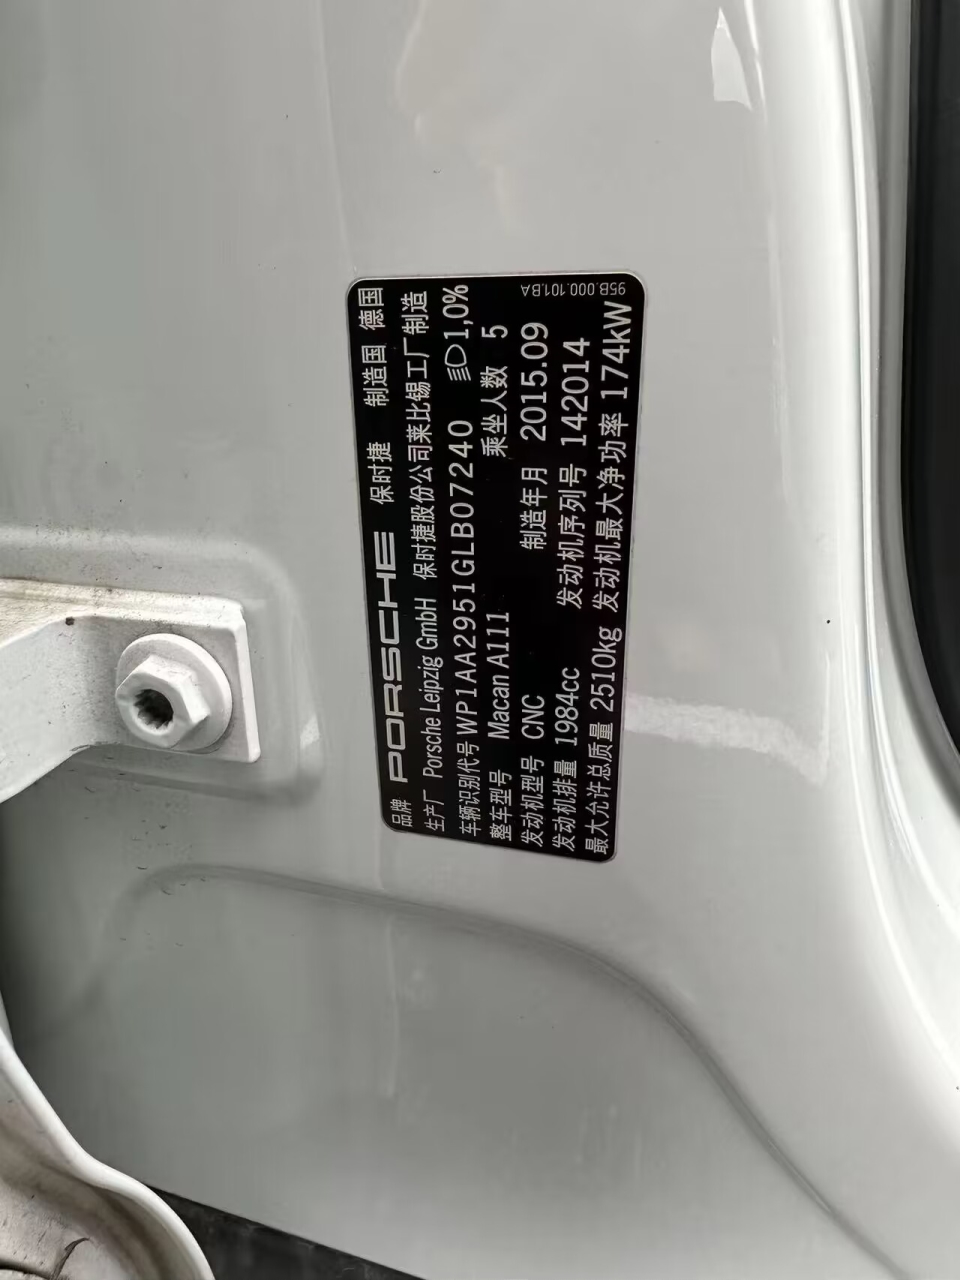 95B.000.101.BA
品牌 PORSCHE 保时捷 制造国 德国
生产厂 Porsche Leipzig GmbH 保时捷股份公司莱比锡工厂制造
车辆识别代号 WP1AA2951GLB07240 1,0%
整车型号 Macan A111 乘坐人数 5
发动机型号 CNC 制造年月 2015.09
发动机排量 1984cc 发动机序列号 142014
最大允许总质量 2510kg 发动机最大净功率 174kW